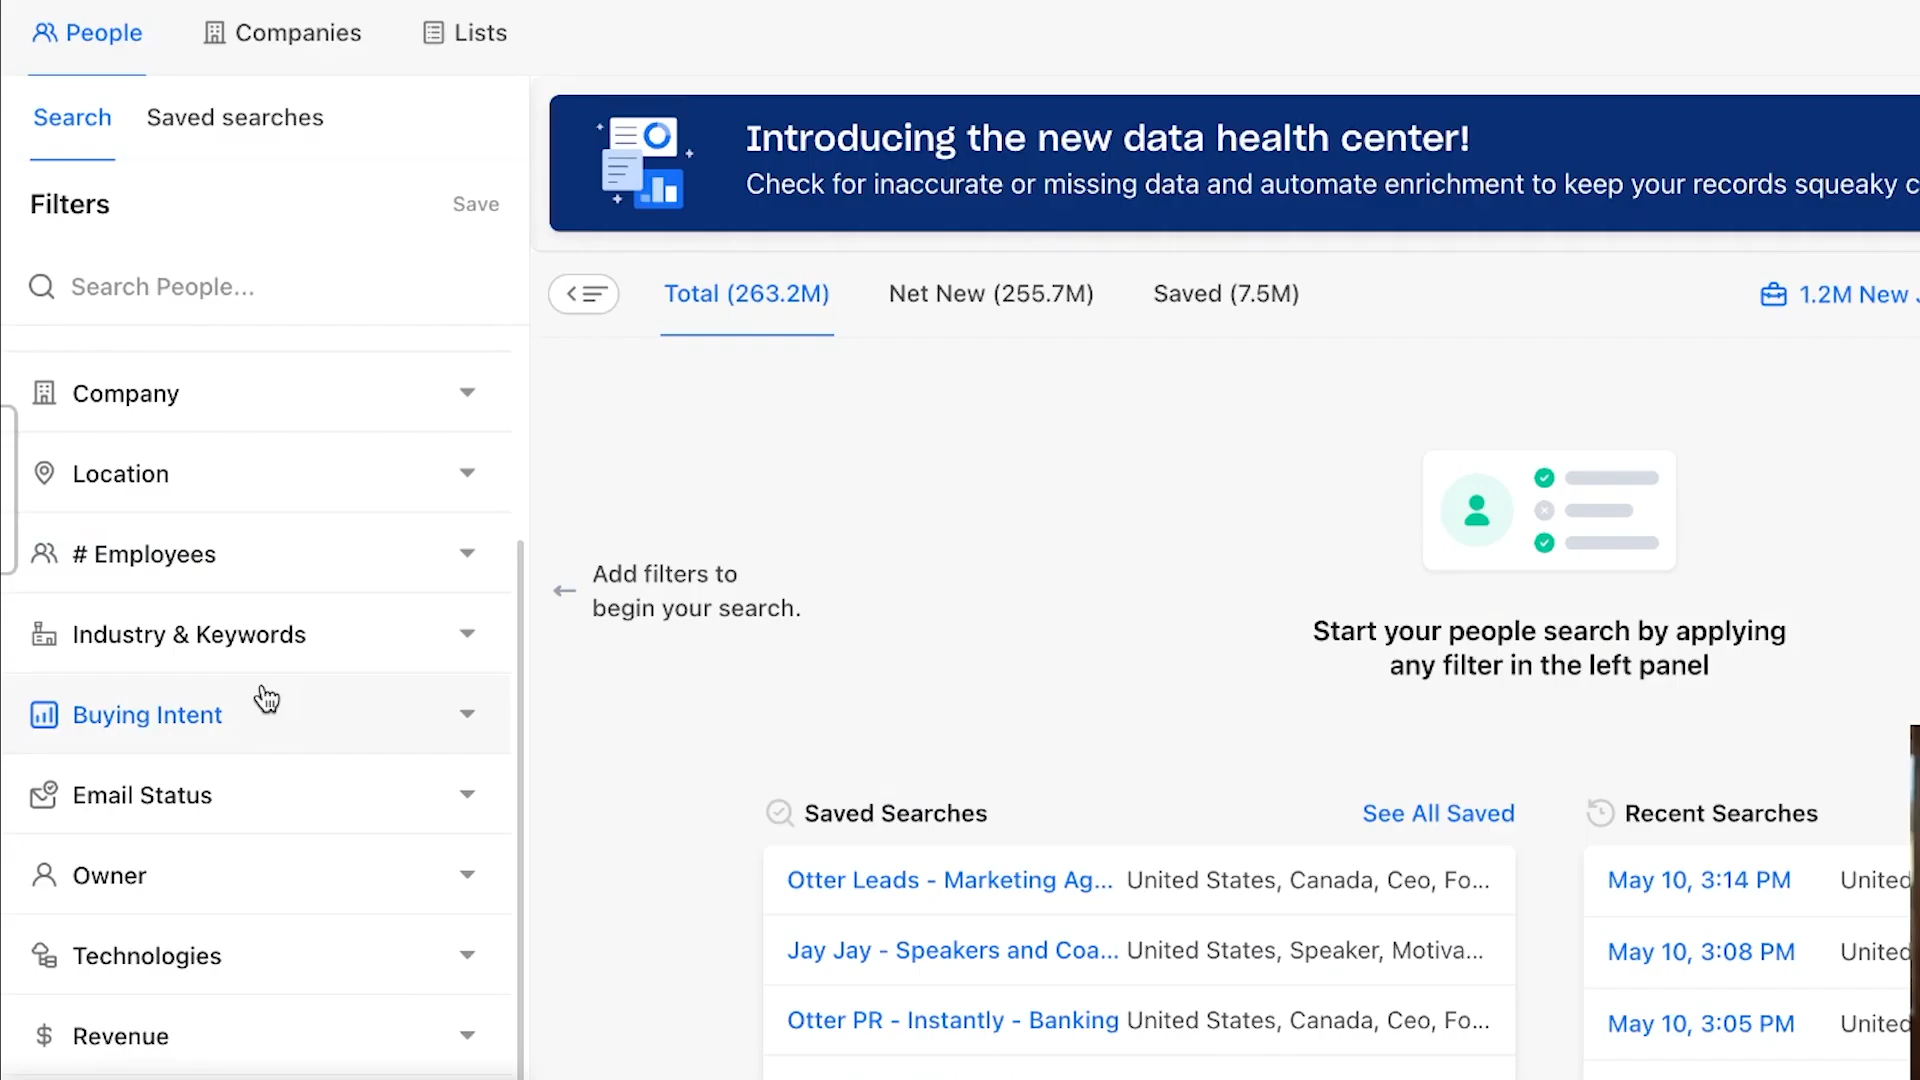 People
Companies
Lists
Search
Saved searches
Filters
Save
Search People...
Company
Location
# Employees
Industry & Keywords
Buying Intent
Email Status
Owner
Technologies
Revenue
Introducing the new data health center!
Check for inaccurate or missing data and automate enrichment to keep your records squeaky c
Total (263.2M)
Net New (255.7M)
Saved (7.5M)
1.2M New
Add filters to
begin your search.
Start your people search by applying
any filter in the left panel
Saved Searches
See All Saved
Otter Leads - Marketing Ag... United States, Canada, Ceo, Fo...
Jay Jay - Speakers and Coa... United States, Speaker, Motiva...
Otter PR - Instantly - Banking United States, Canada, Ceo, Fo...
Recent Searches
May 10, 3:14 PM United
May 10, 3:08 PM United
May 10, 3:05 PM United